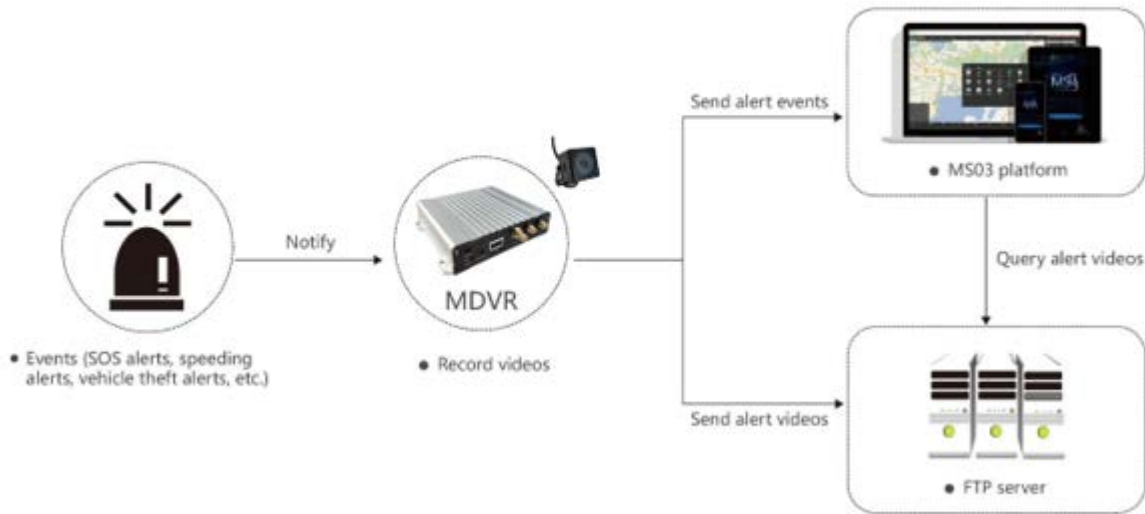 Send alert events
MS03 platform
Notify
MDVR
Query alert videos
Events (SOS alerts, speeding
alerts, vehicle theft alerts, etc.)
Record videos
Send alert videos
FTP server